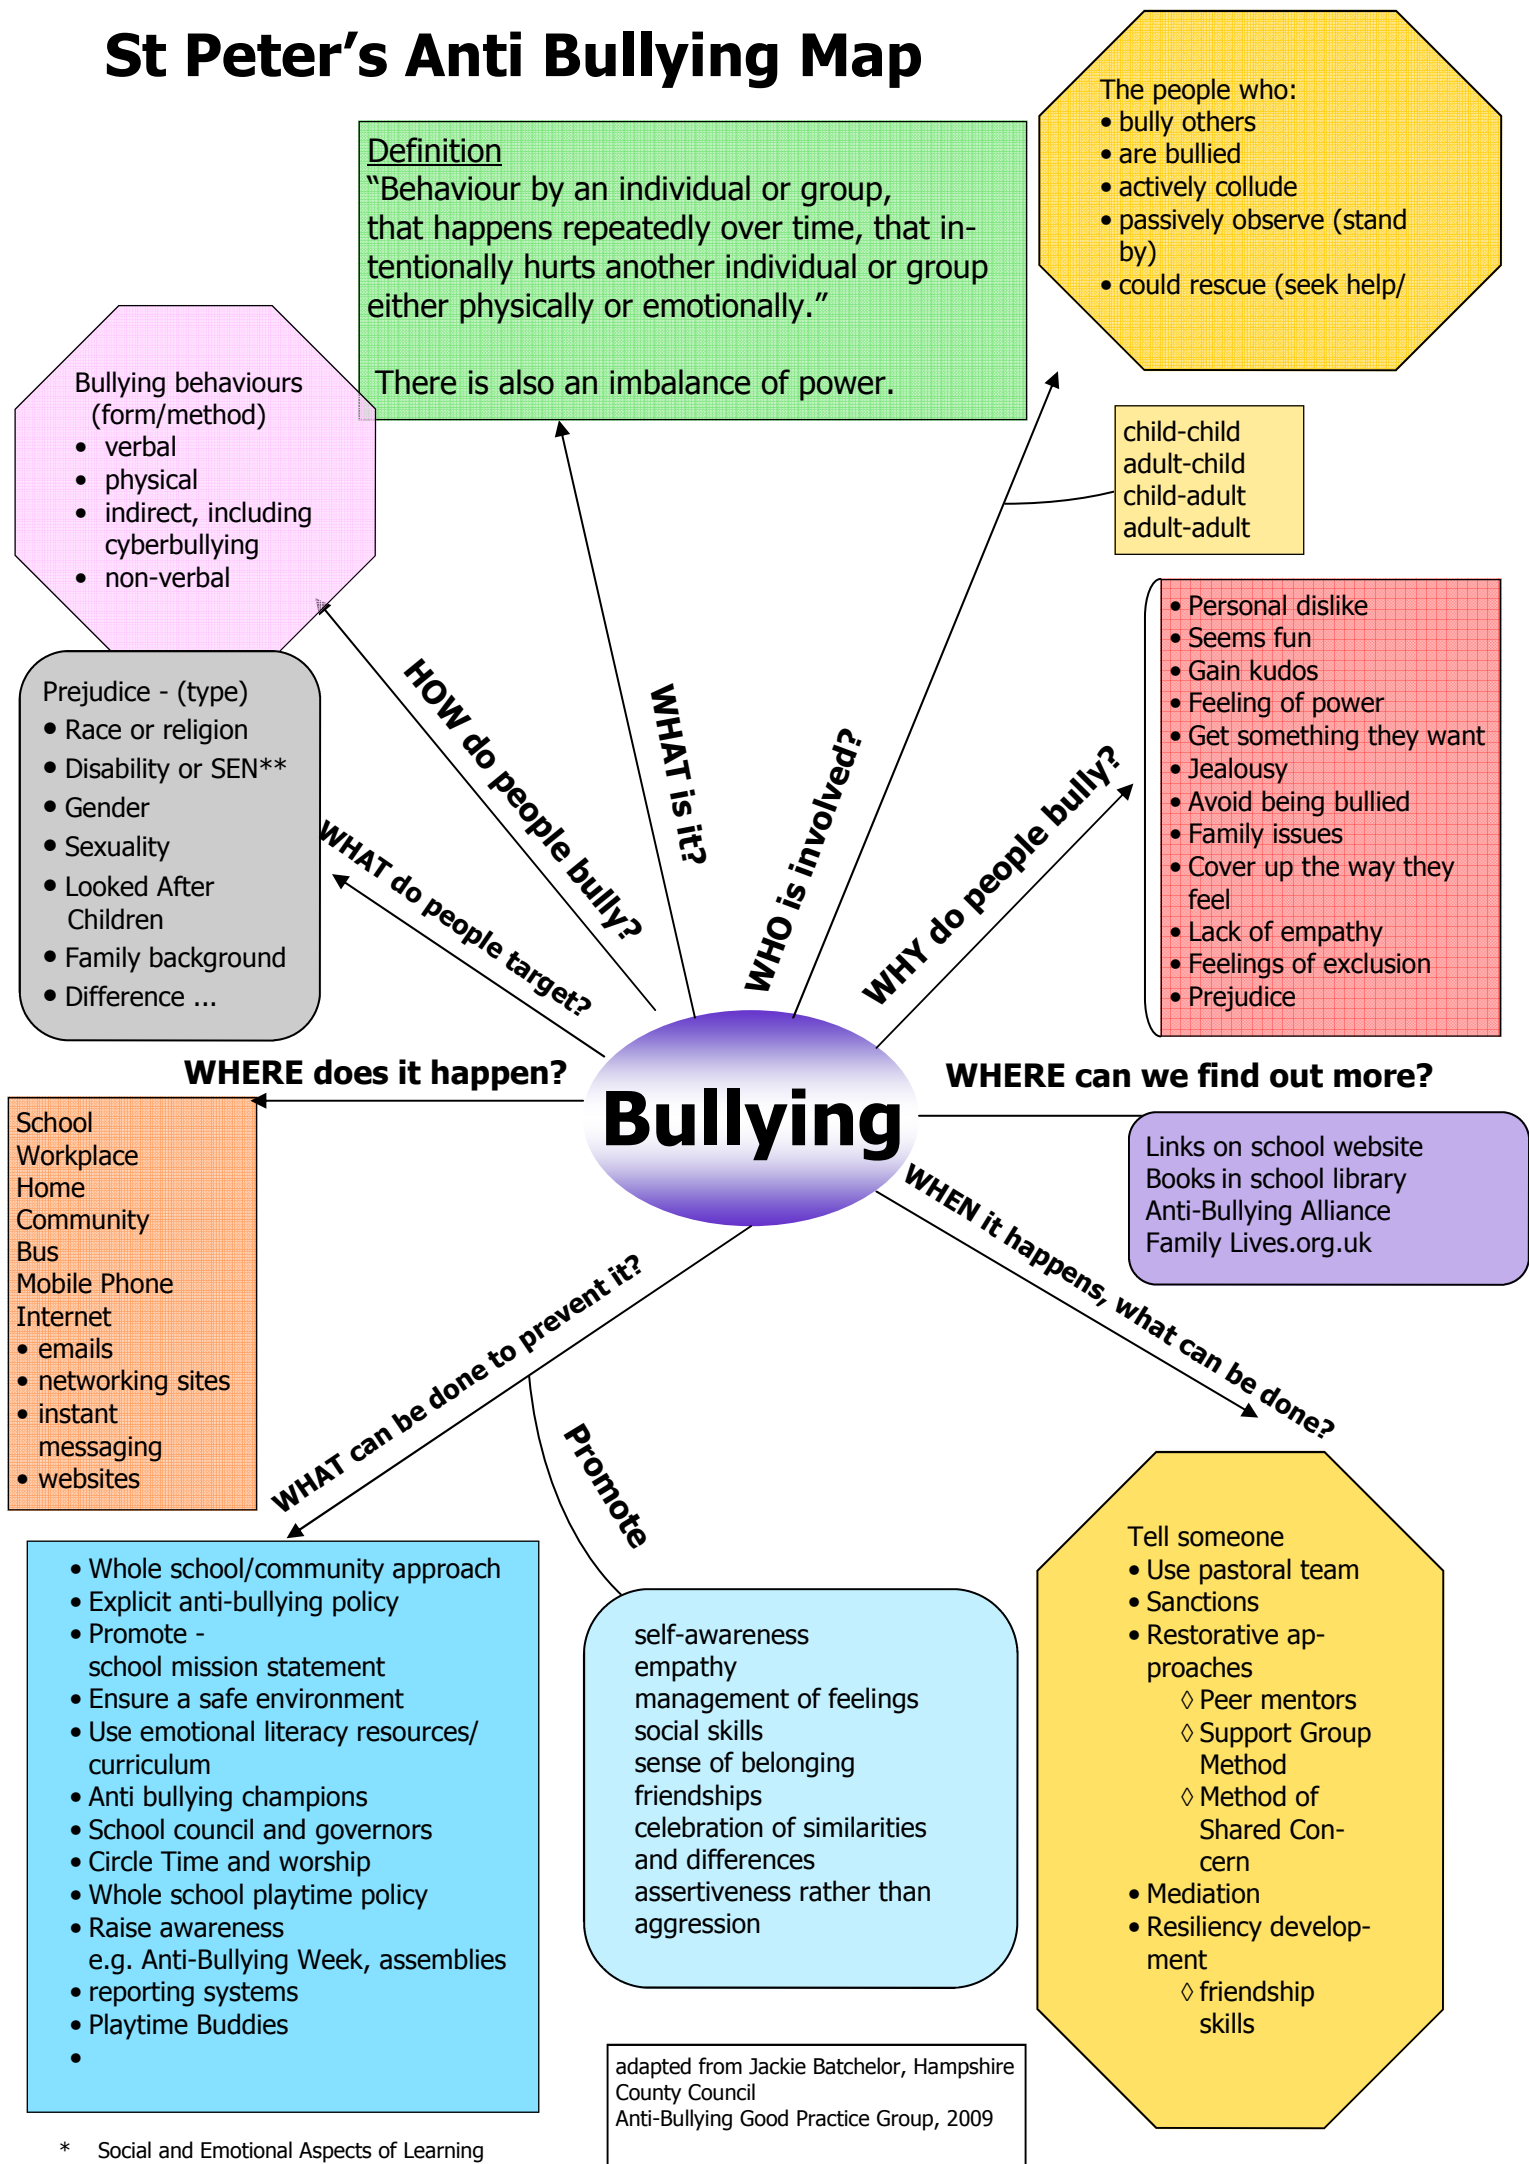 St Peter's Anti Bullying Map
The people who:
• bully others
• are bullied
• actively collude
• passively observe (stand
by)
• could rescue (seek help/
Definition
“Behaviour by an individual or group,
that happens repeatedly over time, that in-
tentionally hurts another individual or group
either physically or emotionally.”
There is also an imbalance of power.
Bullying behaviours
(form/method)
• verbal
• physical
• indirect, including
cyberbullying
• non-verbal
child-child
adult-child
child-adult
adult-adult
Prejudice - (type)
• Race or religion
• Disability or SEN**
• Gender
• Sexuality
• Looked After
Children
• Family background
• Difference ...
HOW do people bully?
WHAT is it?
WHO is involved?
WHY do people bully?
WHAT do people target?
• Personal dislike
• Seems fun
• Gain kudos
• Feeling of power
• Get something they want
• Jealousy
• Avoid being bullied
• Family issues
• Cover up the way they
feel
• Lack of empathy
• Feelings of exclusion
• Prejudice
WHERE does it happen?
Bullying
WHERE can we find out more?
School
Workplace
Home
Community
Bus
Mobile Phone
Internet
• emails
• networking sites
• instant
messaging
• websites
Links on school website
Books in school library
Anti-Bullying Alliance
Family Lives.org.uk
WHEN it happens, what can be done?
WHAT can be done to prevent it?
Promote
• Whole school/community approach
• Explicit anti-bullying policy
• Promote -
school mission statement
• Ensure a safe environment
• Use emotional literacy resources/
curriculum
• Anti bullying champions
• School council and governors
• Circle Time and worship
• Whole school playtime policy
• Raise awareness
e.g. Anti-Bullying Week, assemblies
• reporting systems
• Playtime Buddies
•
self-awareness
empathy
management of feelings
social skills
sense of belonging
friendships
celebration of similarities
and differences
assertiveness rather than
aggression
Tell someone
• Use pastoral team
• Sanctions
• Restorative ap-
proaches
◊ Peer mentors
◊ Support Group
Method
◊ Method of
Shared Con-
cern
• Mediation
• Resiliency develop-
ment
◊ friendship
skills
adapted from Jackie Batchelor, Hampshire
County Council
Anti-Bullying Good Practice Group, 2009
* Social and Emotional Aspects of Learning